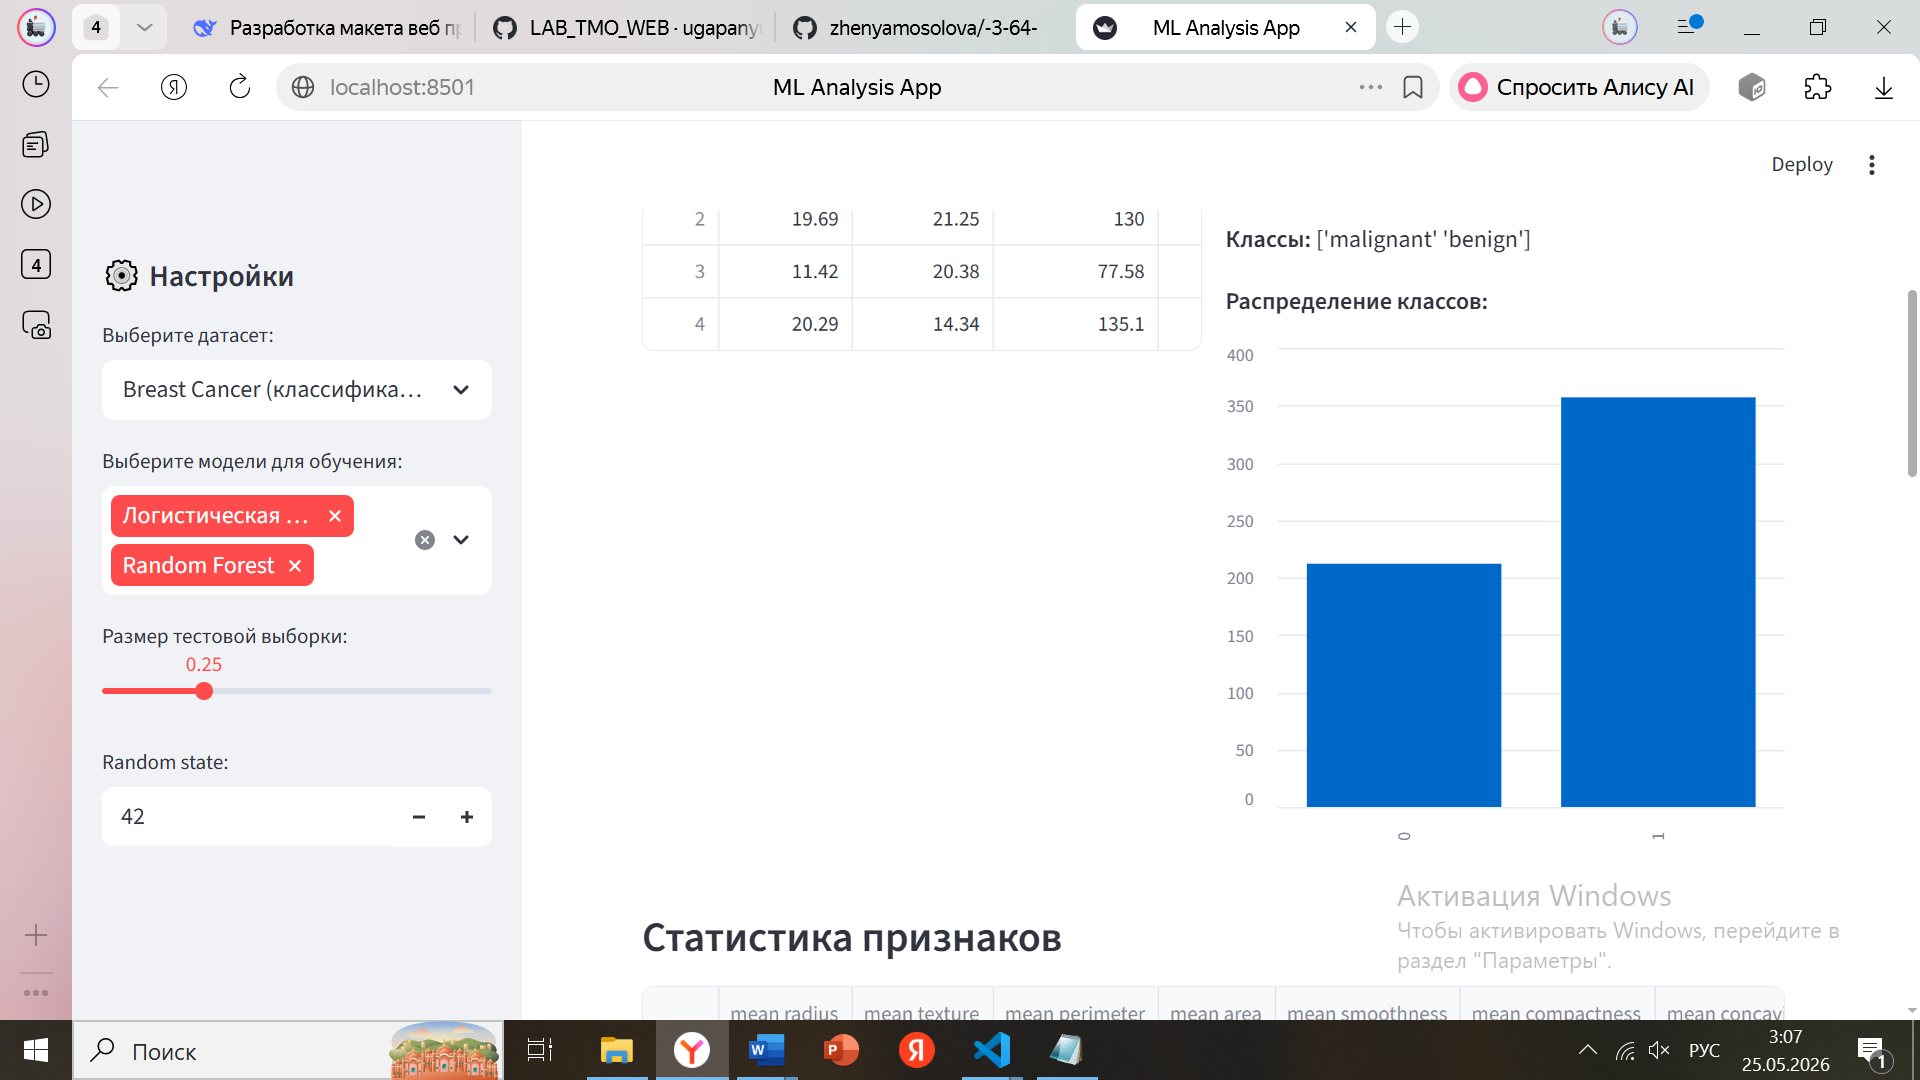 4
Разработка макета веб пр
LAB_TMO_WEB · ugapany
zhenyamosolova/-3-64-
ML Analysis App
Я
localhost:8501
ML Analysis App
Спросить Алису AI
4
Deploy
Настройки
Выберите датасет:
Breast Cancer (классифика...
Выберите модели для обучения:
Логистическая ...
Random Forest
Размер тестовой выборки:
0.25
Random state:
42
2 19.69 21.25 130
3 11.42 20.38 77.58
4 20.29 14.34 135.1
Классы: ['malignant' 'benign']
Распределение классов:
400
350
300
250
200
150
100
50
0
0 1
Статистика признаков
mean radius mean texture mean perimeter mean area mean smoothness mean compactness mean concavi
Активация Windows
Чтобы активировать Windows, перейдите в
раздел "Параметры".
Поиск
РУС
3:07
25.05.2026
1